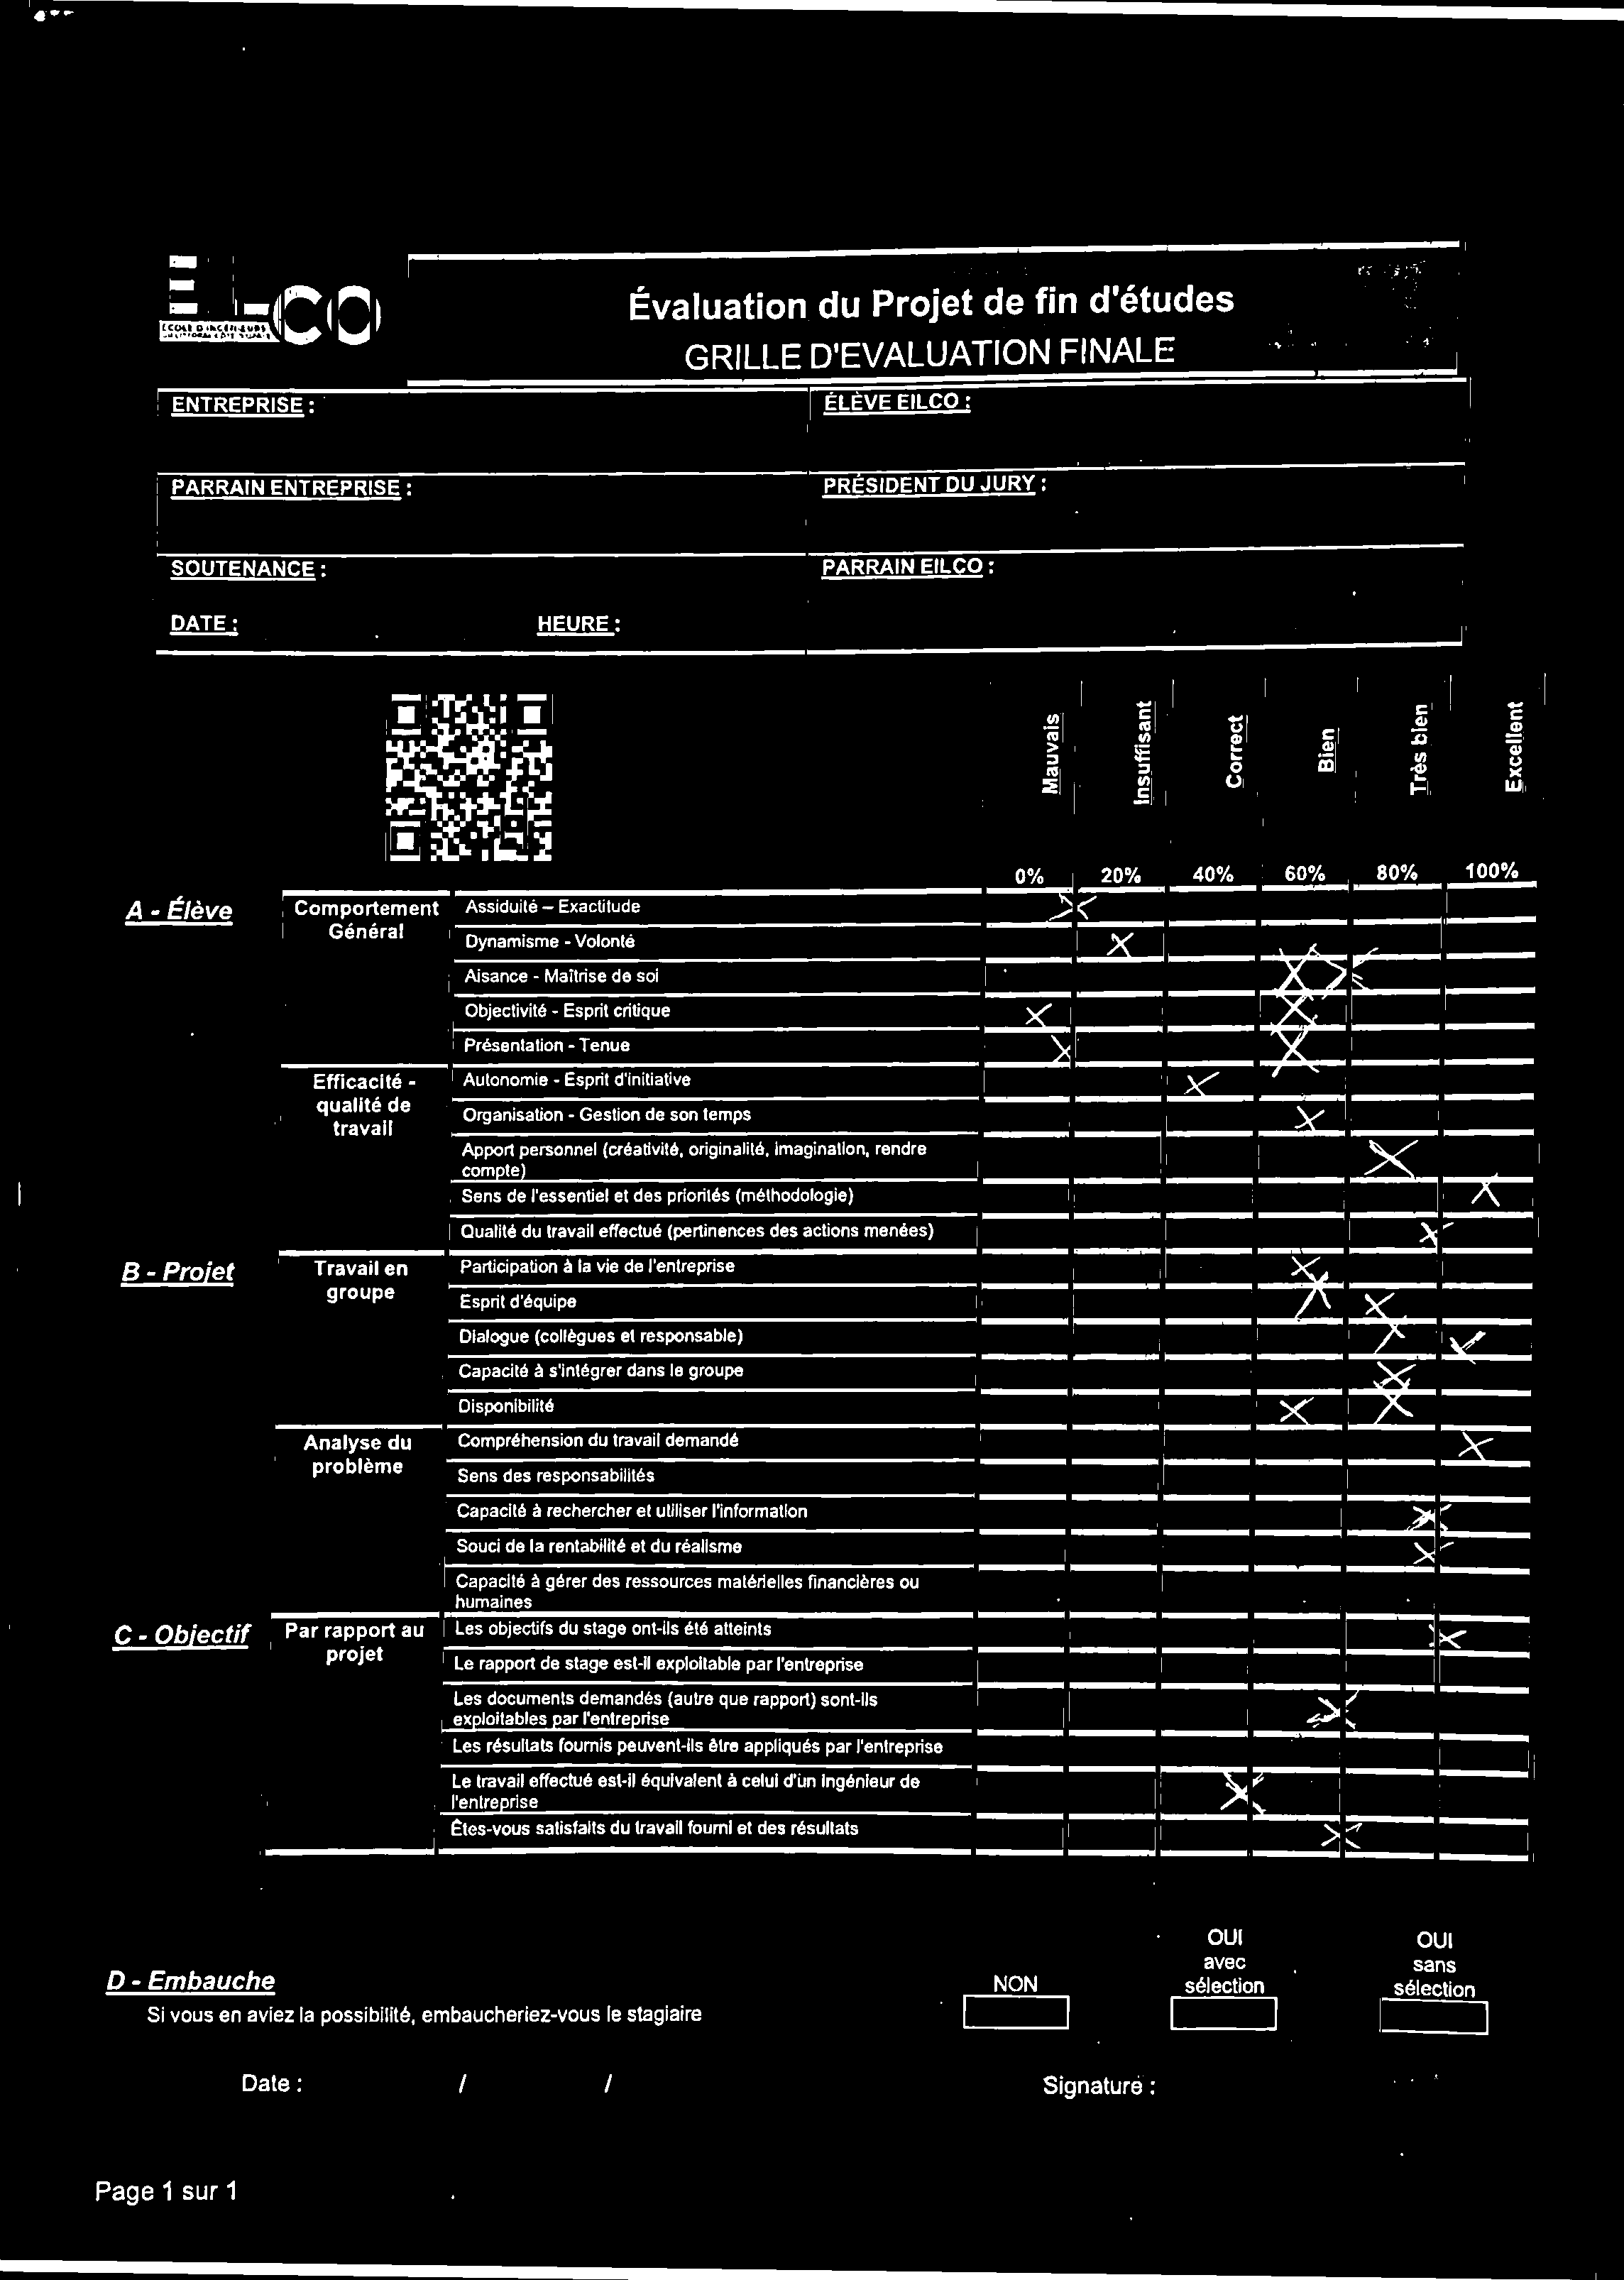 EILCO
ÉCOLE D'INGÉNIEURS
Évaluation du Projet de fin d'études
GRILLE D'EVALUATION FINALE
ENTREPRISE :
ÉLÈVE EILCO :
PARRAIN ENTREPRISE :
PRÉSIDENT DU JURY :
SOUTENANCE :
PARRAIN EILCO :
DATE :
HEURE :
Mauvais
Insuffisant
Correct
Bien
Très bien
Excellent
0% 20% 40% 60% 80% 100%
A - Élève
Comportement
Général
Assiduité – Exactitude
Dynamisme - Volonté
Aisance - Maîtrise de soi
Objectivité - Esprit critique
Présentation - Tenue
Efficacité -
qualité de
travail
Autonomie - Esprit d'initiative
Organisation - Gestion de son temps
Apport personnel (créativité, originalité, imagination, rendre
compte)
Sens de l'essentiel et des priorités (méthodologie)
Qualité du travail effectué (pertinences des actions menées)
B - Projet
Travail en
groupe
Participation à la vie de l'entreprise
Esprit d'équipe
Dialogue (collègues et responsable)
Capacité à s'intégrer dans le groupe
Disponibilité
Analyse du
problème
Compréhension du travail demandé
Sens des responsabilités
Capacité à rechercher et utiliser l'information
Souci de la rentabilité et du réalisme
Capacité à gérer des ressources matérielles financières ou
humaines
C - Objectif
Par rapport au
projet
Les objectifs du stage ont-ils été atteints
Le rapport de stage est-il exploitable par l'entreprise
Les documents demandés (autre que rapport) sont-ils
exploitables par l'entreprise
Les résultats fournis peuvent-ils être appliqués par l'entreprise
Le travail effectué est-il équivalent à celui d'un ingénieur de
l'entreprise
Êtes-vous satisfaits du travail fourni et des résultats
D - Embauche
Si vous en aviez la possibilité, embaucheriez-vous le stagiaire
NON
OUI
avec
sélection
OUI
sans
sélection
Date : / /
Signature :
Page 1 sur 1